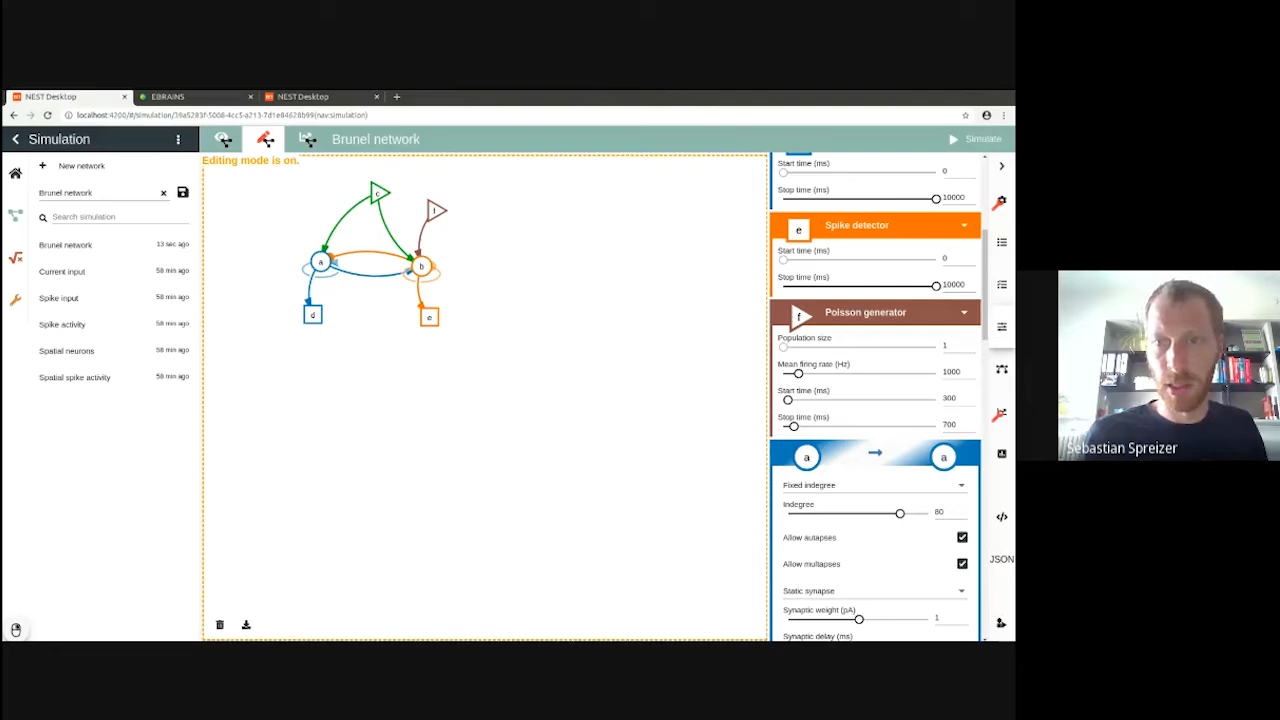 NEST Desktop
EBRAINS
NEST Desktop
Simulation
Brunel network
Simulate
New network
Editing mode is on.
Brunel network
Search simulation
Brunel network 13 sec ago
Current input 58 min ago
Spike input 58 min ago
Spike activity 58 min ago
Spatial neurons 58 min ago
Spatial spike activity 58 min ago
c
a
b
d
e
Start time (ms) 0
Stop time (ms) 10000
e Spike detector
Start time (ms) 0
Stop time (ms) 10000
f Poisson generator
Population size 1
Mean firing rate (Hz) 1000
Start time (ms) 300
Stop time (ms) 700
a a
Fixed indegree
Indegree 80
Allow autapses
Allow multapses
Static synapse
Synaptic weight (pA) 1
Synaptic delay (ms)
JSON
Sebastian Spreizer